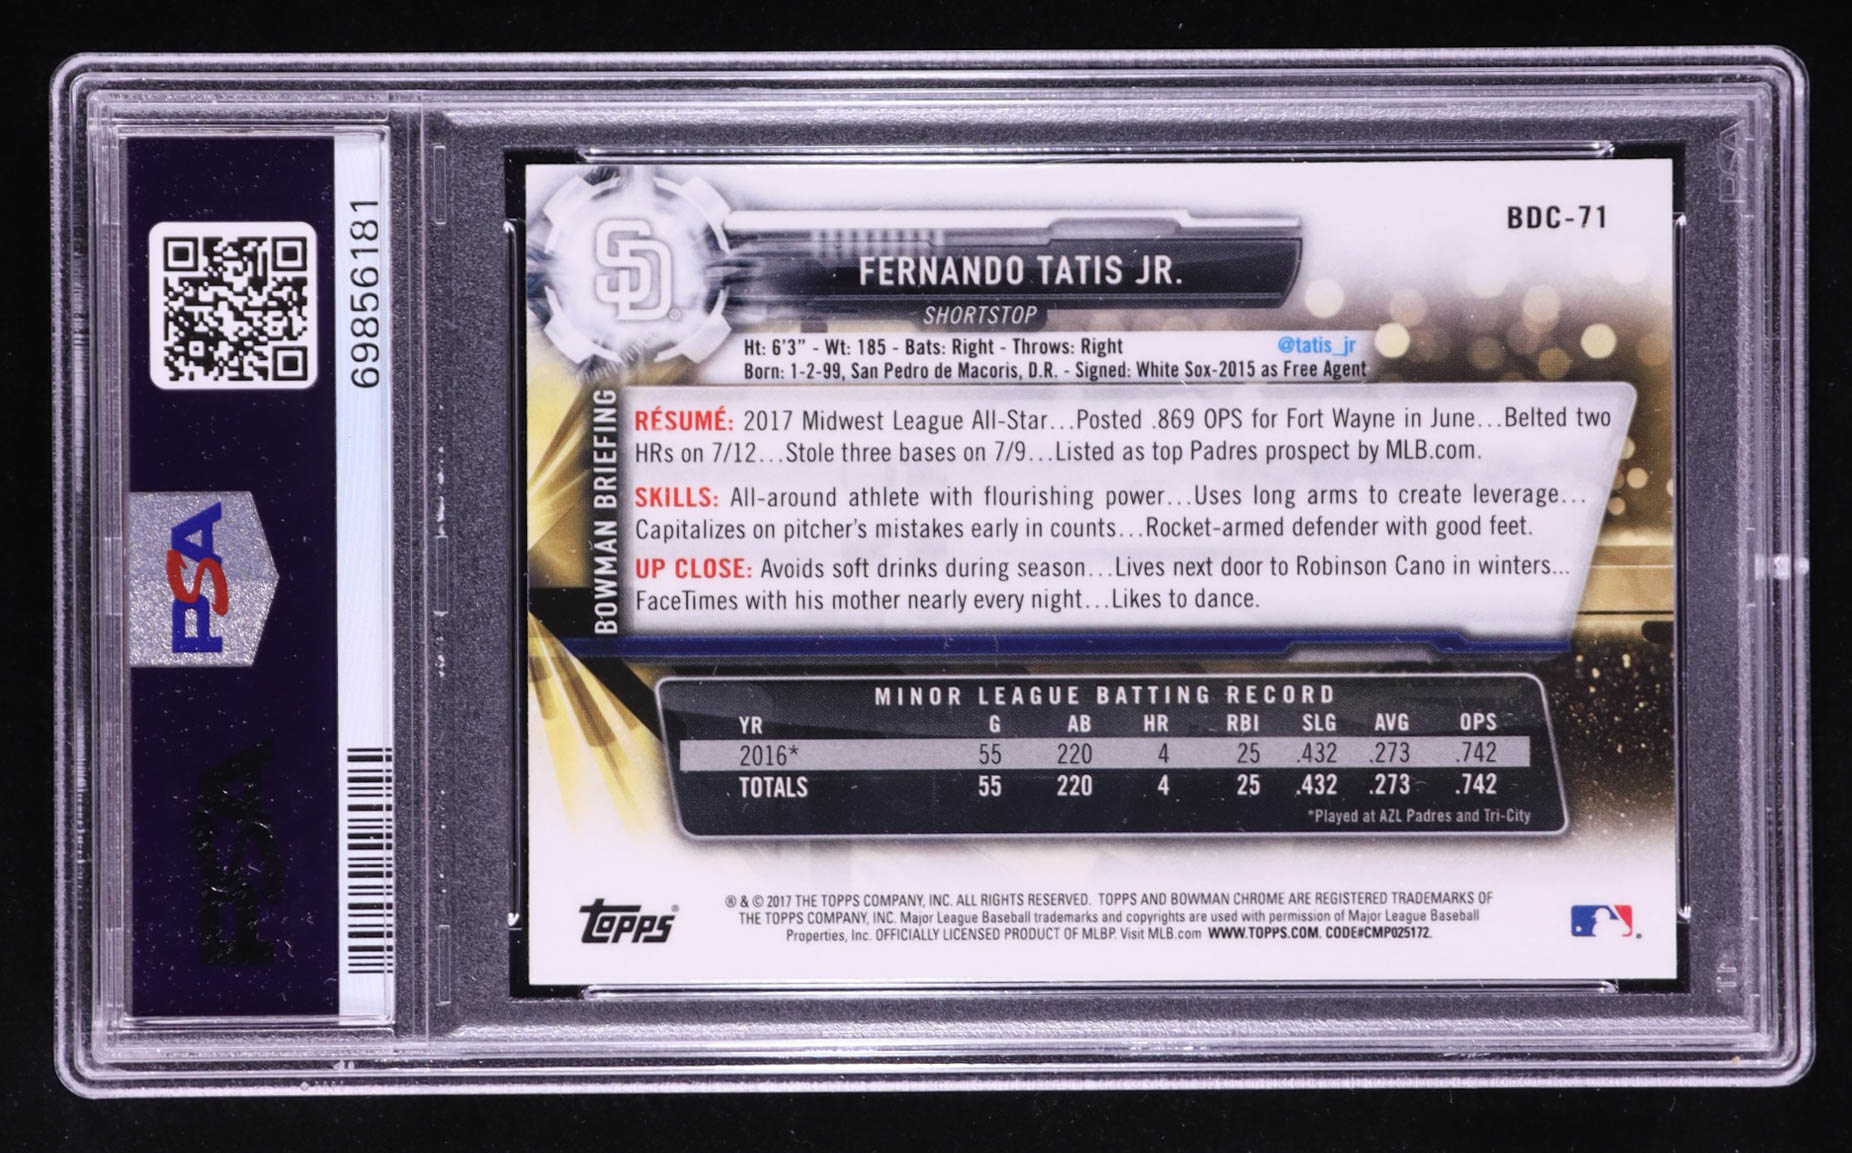 69856181
PSA
PSA
SD
BDC-71
FERNANDO TATIS JR.
SHORTSTOP
Ht: 6'3" - Wt: 185 - Bats: Right - Throws: Right
@tatis_jr
Born: 1-2-99, San Pedro de Macoris, D.R. - Signed: White Sox-2015 as Free Agent
BOWMAN BRIEFING
RÉSUMÉ: 2017 Midwest League All-Star...Posted .869 OPS for Fort Wayne in June...Belted two
HRs on 7/12...Stole three bases on 7/9...Listed as top Padres prospect by MLB.com.
SKILLS: All-around athlete with flourishing power...Uses long arms to create leverage...
Capitalizes on pitcher's mistakes early in counts...Rocket-armed defender with good feet.
UP CLOSE: Avoids soft drinks during season...Lives next door to Robinson Cano in winters...
FaceTimes with his mother nearly every night...Likes to dance.
MINOR LEAGUE BATTING RECORD
YR G AB HR RBI SLG AVG OPS
2016* 55 220 4 25 .432 .273 .742
TOTALS 55 220 4 25 .432 .273 .742
*Played at AZL Padres and Tri-City
Topps®
® & © 2017 THE TOPPS COMPANY, INC. ALL RIGHTS RESERVED. TOPPS AND BOWMAN CHROME ARE REGISTERED TRADEMARKS OF
THE TOPPS COMPANY, INC. Major League Baseball trademarks and copyrights are used with permission of Major League Baseball
Properties, Inc. OFFICIALLY LICENSED PRODUCT OF MLBP. Visit MLB.com WWW.TOPPS.COM. CODE#CMP025172.
PSA